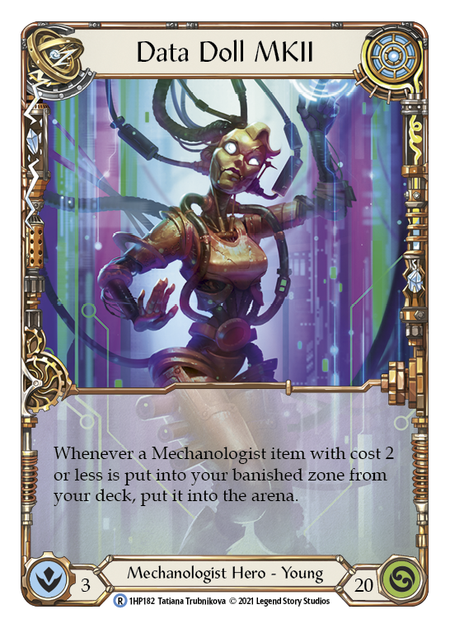 Data Doll MKII
Whenever a Mechanologist item with cost 2
or less is put into your banished zone from
your deck, put it into the arena.
3
Mechanologist Hero - Young
20
R 1HP182 Tatiana Trubnikova © 2021 Legend Story Studios